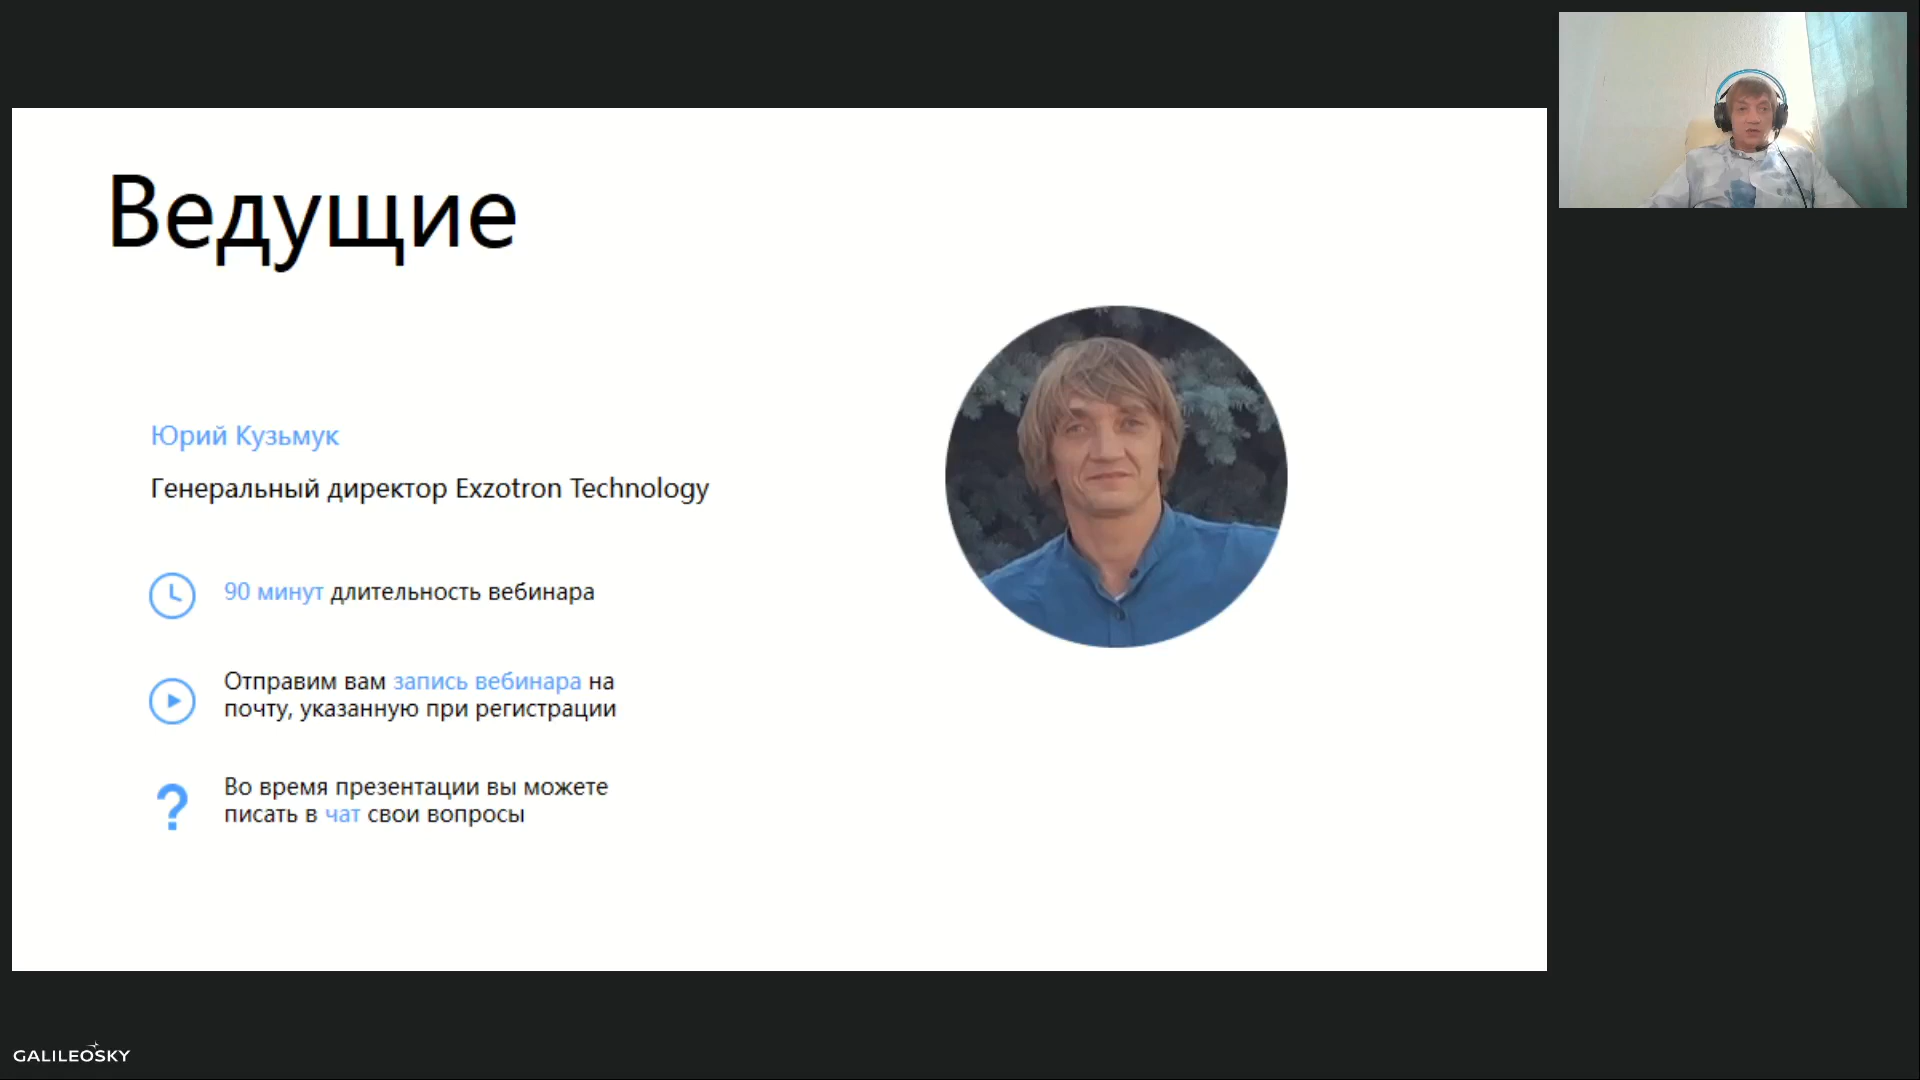 Ведущие
Юрий Кузьмук
Генеральный директор Exzotron Technology
90 минут длительность вебинара
Отправим вам запись вебинара на
почту, указанную при регистрации
Во время презентации вы можете
писать в чат свои вопросы
GALILEOSKY